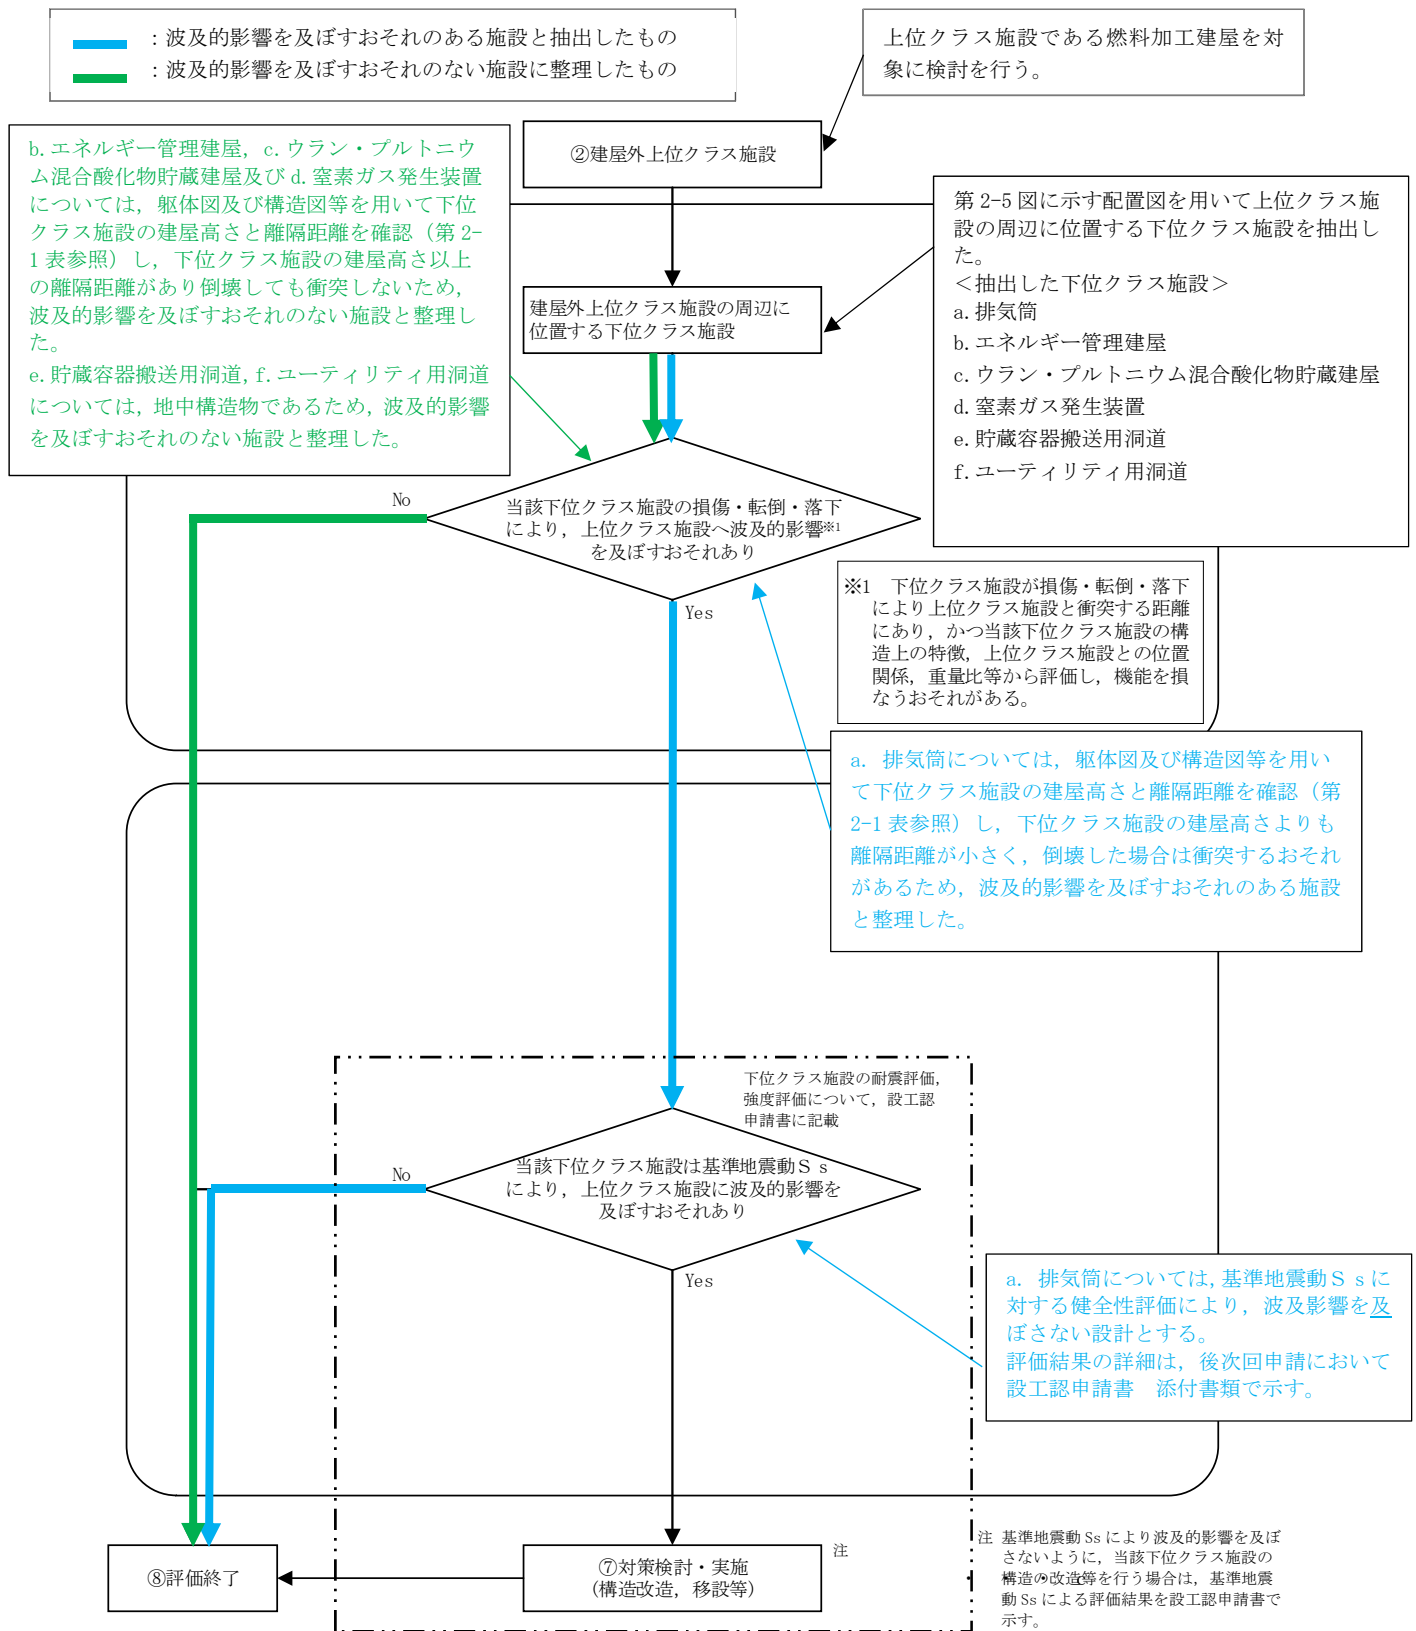 ：波及的影響を及ぼすおそれのある施設と抽出したもの
：波及的影響を及ぼすおそれのない施設に整理したもの
上位クラス施設である燃料加工建屋を対
象に検討を行う。
②建屋外上位クラス施設
b.エネルギー管理建屋，c.ウラン・プルトニウ
ム混合酸化物貯蔵建屋及び d.窒素ガス発生装置
については，躯体図及び構造図等を用いて下位
クラス施設の建屋高さと離隔距離を確認（第 2-
1 表参照）し，下位クラス施設の建屋高さ以上
の離隔距離があり倒壊しても衝突しないため，
波及的影響を及ぼすおそれのない施設と整理し
た。
e.貯蔵容器搬送用洞道，f.ユーティリティ用洞道
については，地中構造物であるため，波及的影響
を及ぼすおそれのない施設と整理した。
第 2-5 図に示す配置図を用いて上位クラス施
設の周辺に位置する下位クラス施設を抽出し
た。
＜抽出した下位クラス施設＞
a.排気筒
b.エネルギー管理建屋
c.ウラン・プルトニウム混合酸化物貯蔵建屋
d.窒素ガス発生装置
e.貯蔵容器搬送用洞道
f.ユーティリティ用洞道
建屋外上位クラス施設の周辺に
位置する下位クラス施設
No
当該下位クラス施設の損傷・転倒・落下
により，上位クラス施設へ波及的影響※1
を及ぼすおそれあり
Yes
※1　下位クラス施設が損傷・転倒・落下
により上位クラス施設と衝突する距離
にあり，かつ当該下位クラス施設の構
造上の特徴，上位クラス施設との位置
関係，重量比等から評価し，機能を損
なうおそれがある。
a. 排気筒については，躯体図及び構造図等を用い
て下位クラス施設の建屋高さと離隔距離を確認（第
2-1 表参照）し，下位クラス施設の建屋高さよりも
離隔距離が小さく，倒壊した場合は衝突するおそれ
があるため，波及的影響を及ぼすおそれのある施設
と整理した。
下位クラス施設の耐震評価，
強度評価について，設工認
申請書に記載
No
当該下位クラス施設は基準地震動Ｓｓ
により，上位クラス施設に波及的影響を
及ぼすおそれあり
Yes
a. 排気筒については，基準地震動Ｓｓに
対する健全性評価により，波及影響を及
ぼさない設計とする。
評価結果の詳細は，後次回申請において
設工認申請書　添付書類で示す。
⑧評価終了
⑦対策検討・実施
(構造改造，移設等)
注
注 基準地震動 Ss により波及的影響を及ぼ
さないように，当該下位クラス施設の
構造の改造等を行う場合は，基準地震
動 Ss による評価結果を設工認申請書で
示す。